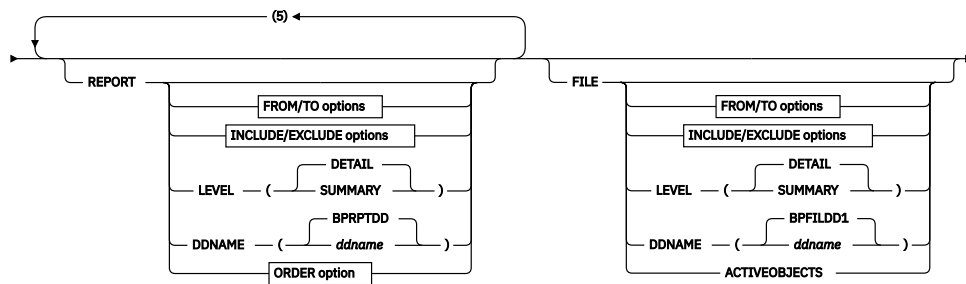 (5)
REPORT FILE
FROM/TO options FROM/TO options
INCLUDE/EXCLUDE options INCLUDE/EXCLUDE options
DETAIL DETAIL
LEVEL ( SUMMARY ) LEVEL ( SUMMARY )
BPRPTDD BPFILDD1
DDNAME ( ddname ) DDNAME ( ddname )
ORDER option ACTIVEOBJECTS